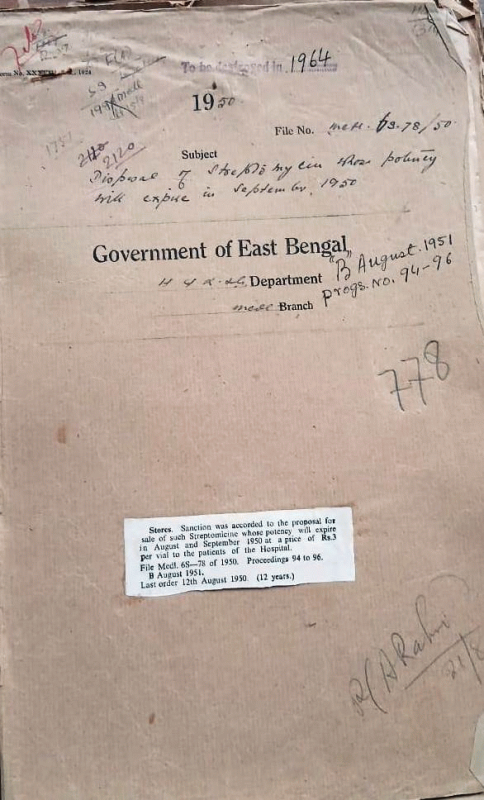 To be destroyed in 1964
1950
File No. Med. 6S-78/50
Subject
Disposal of Streptomycin whose potency
will expire in September, 1950
Government of East Bengal
Department
"B" August. 1951
Branch
Progs. No. 94-96
778
Stores. Sanction was accorded to the proposal for
sale of such Streptomicine whose potency will expire
in August and September 1950 at a price of Rs.3
per vial to the patients of the Hospital.
File Medl. 6S—78 of 1950. Proceedings 94 to 96.
B August 1951.
Last order 12th August 1950. (12 years.)